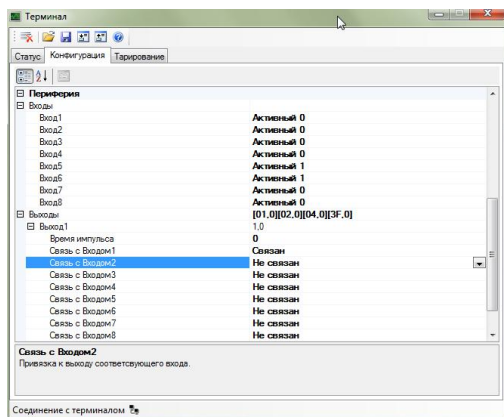 Терминал
Статус Конфигурация Тарирование
Периферия
Входы
Вход1 Активный 0
Вход2 Активный 0
Вход3 Активный 0
Вход4 Активный 0
Вход5 Активный 1
Вход6 Активный 1
Вход7 Активный 0
Вход8 Активный 0
Выходы [01,0][02,0][04,0][3F,0]
Выход1 1,0
Время импульса 0
Связь с Входом1 Связан
Связь с Входом2 Не связан
Связь с Входом3 Не связан
Связь с Входом4 Не связан
Связь с Входом5 Не связан
Связь с Входом6 Не связан
Связь с Входом7 Не связан
Связь с Входом8 Не связан
Связь с Входом2
Привязка к выходу соответсвующего входа.
Соединение с терминалом